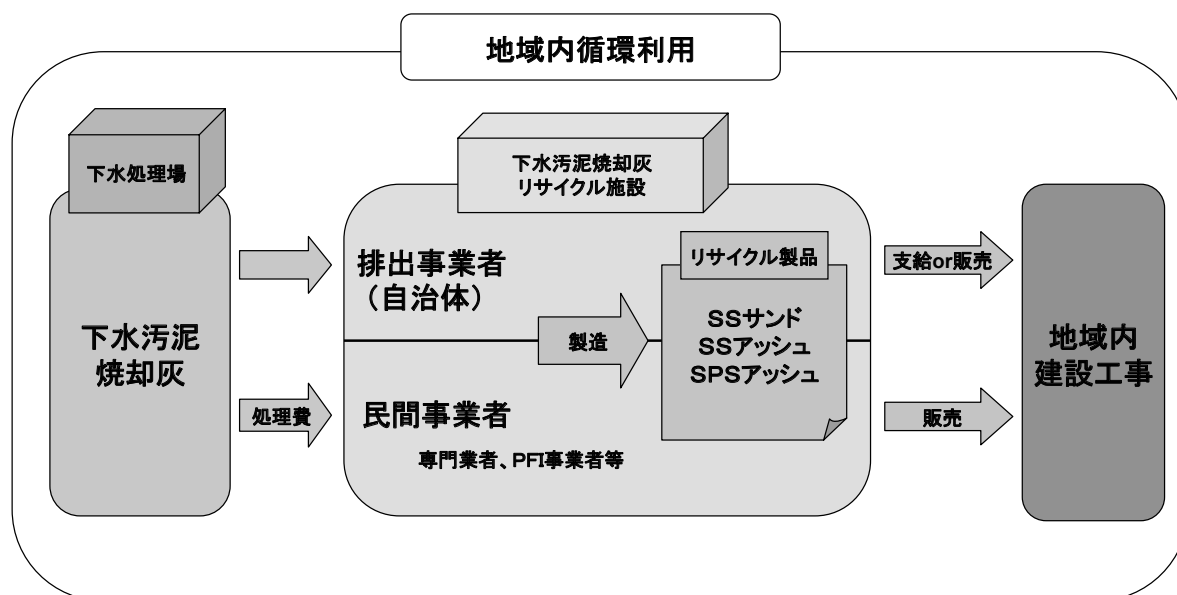 地域内循環利用
下水処理場
下水汚泥
焼却灰
処理費
下水汚泥焼却灰
リサイクル施設
排出事業者
（自治体）
民間事業者
専門業者、PFI事業者等
製造
リサイクル製品
SSサンド
SSアッシュ
SPSアッシュ
支給or販売
販売
地域内
建設工事